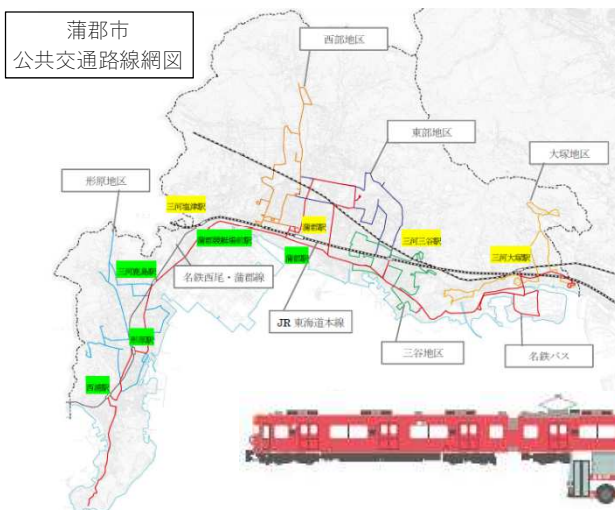 蒲郡市
公共交通路線網図
西部地区
東部地区
大塚地区
形原地区
三河塩津駅
蒲郡駅
三河三谷駅
蒲郡競艇場前駅
蒲郡駅
三河大塚駅
三河鹿島駅
名鉄西尾・蒲郡線
JR 東海道本線
形原駅
三谷地区
名鉄バス
西浦駅